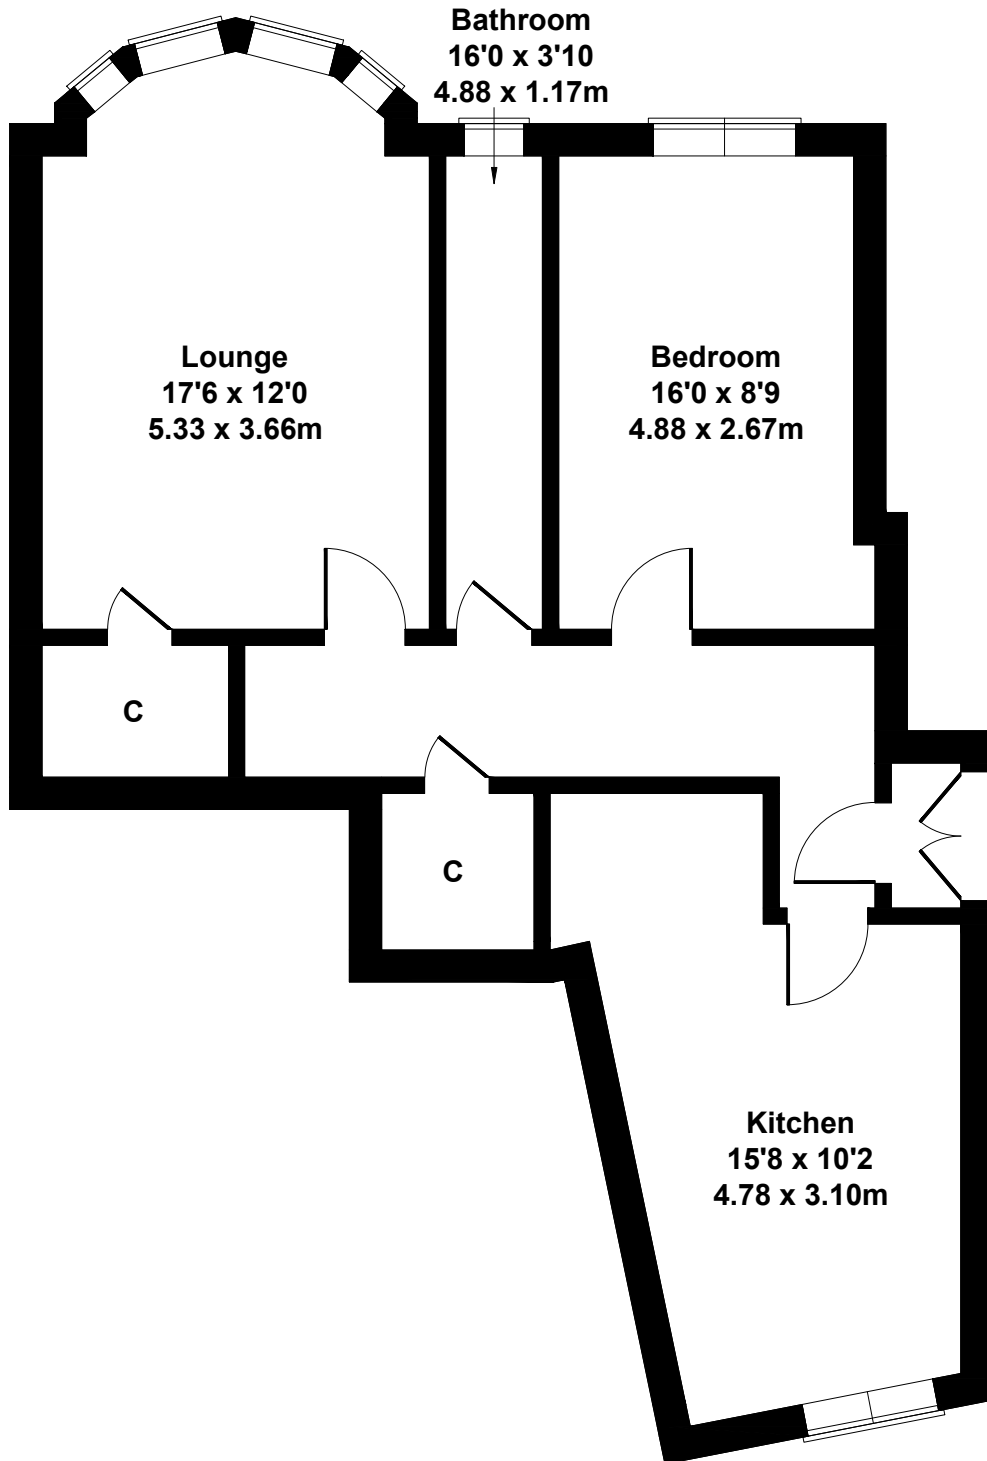 Bathroom
16'0 x 3'10
4.88 x 1.17m
Lounge
17'6 x 12'0
5.33 x 3.66m
Bedroom
16'0 x 8'9
4.88 x 2.67m
C
C
Kitchen
15'8 x 10'2
4.78 x 3.10m